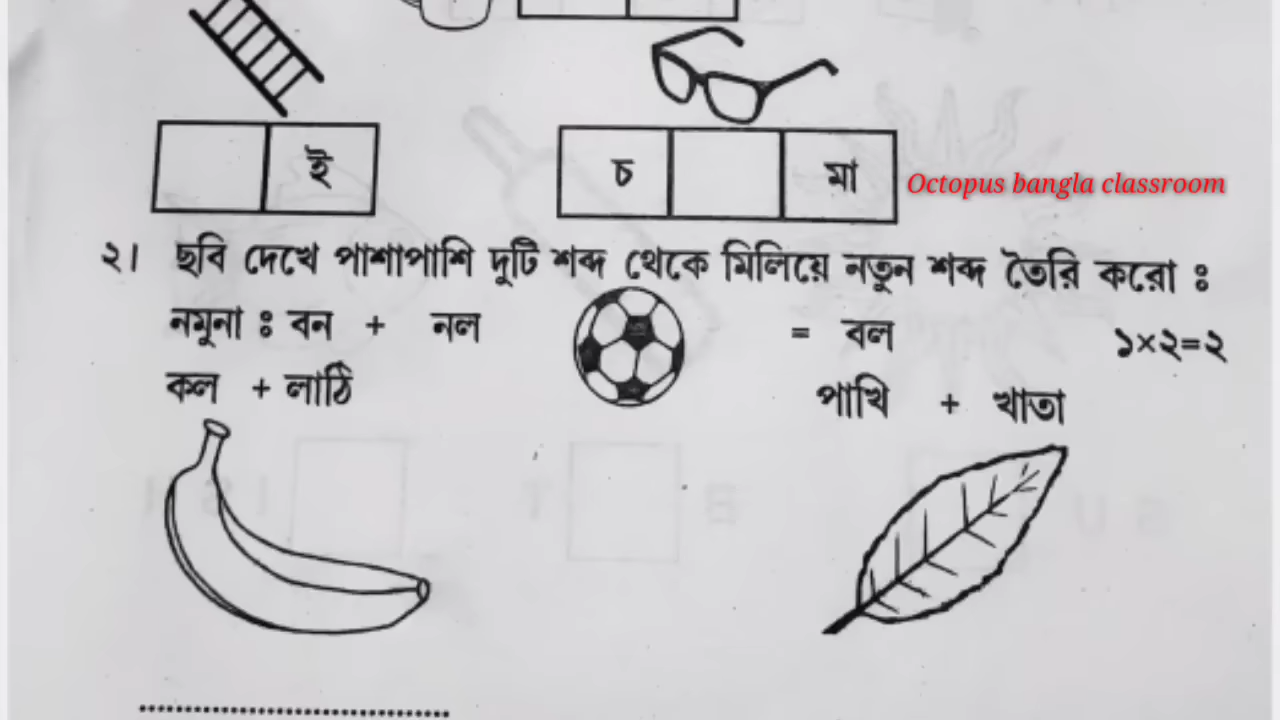 ই
চ মা
Octopus bangla classroom
২। ছবি দেখে পাশাপাশি দুটি শব্দ থেকে মিলিয়ে নতুন শব্দ তৈরি করো ঃ
নমুনা ঃ বন + নল = বল ১×২=২
কল + লাঠি পাখি + খাতা